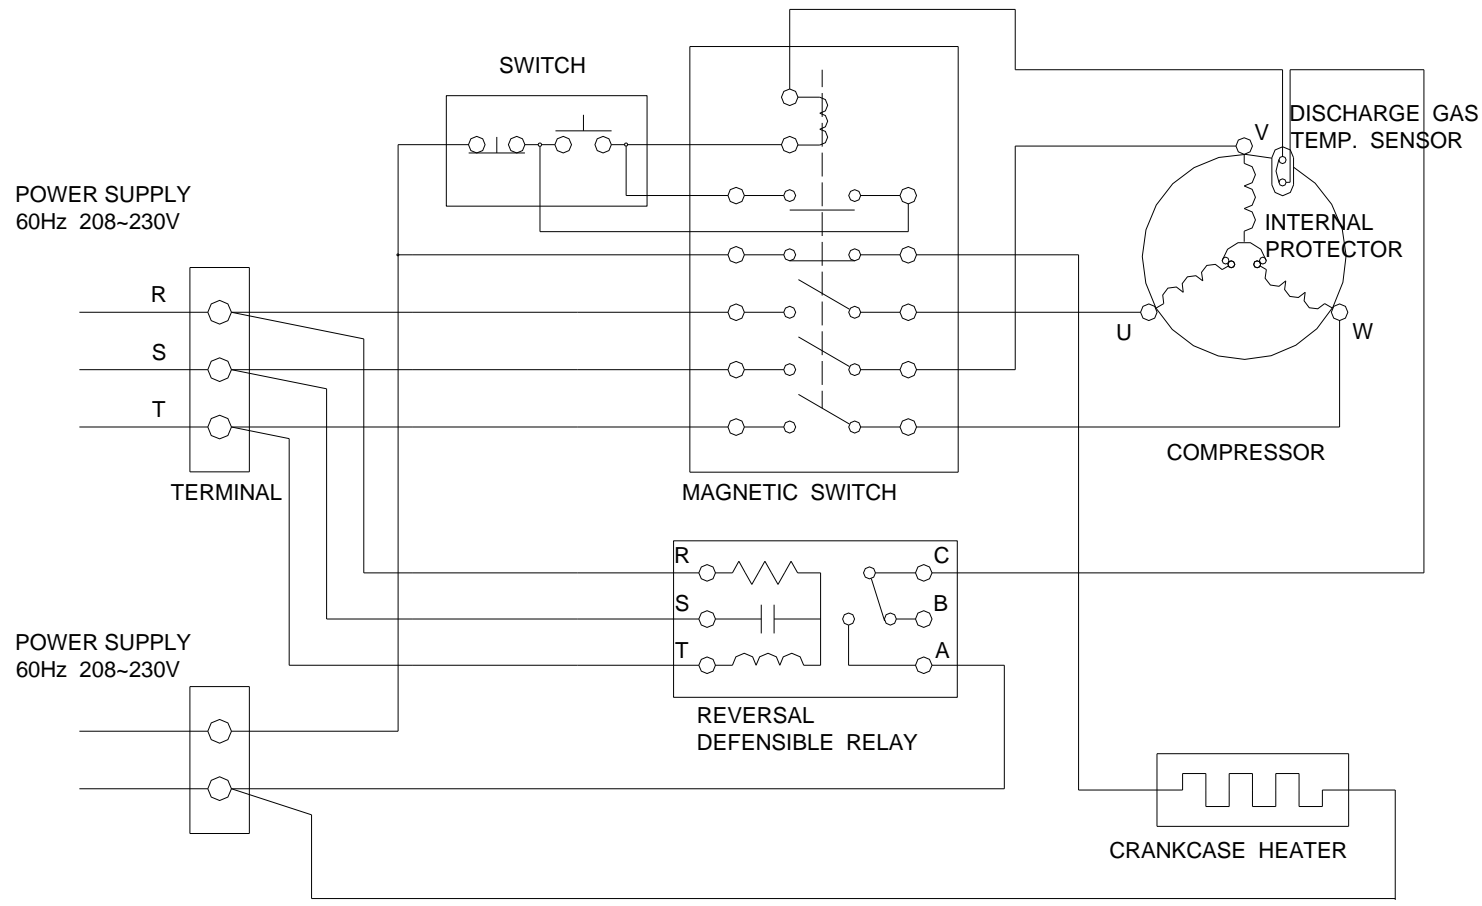 SWITCH
DISCHARGE GAS
TEMP. SENSOR
V
POWER SUPPLY
60Hz 208~230V
INTERNAL
PROTECTOR
R
U
W
S
T
COMPRESSOR
TERMINAL
MAGNETIC SWITCH
R
C
S
B
T
A
POWER SUPPLY
60Hz 208~230V
REVERSAL
DEFENSIBLE RELAY
CRANKCASE HEATER